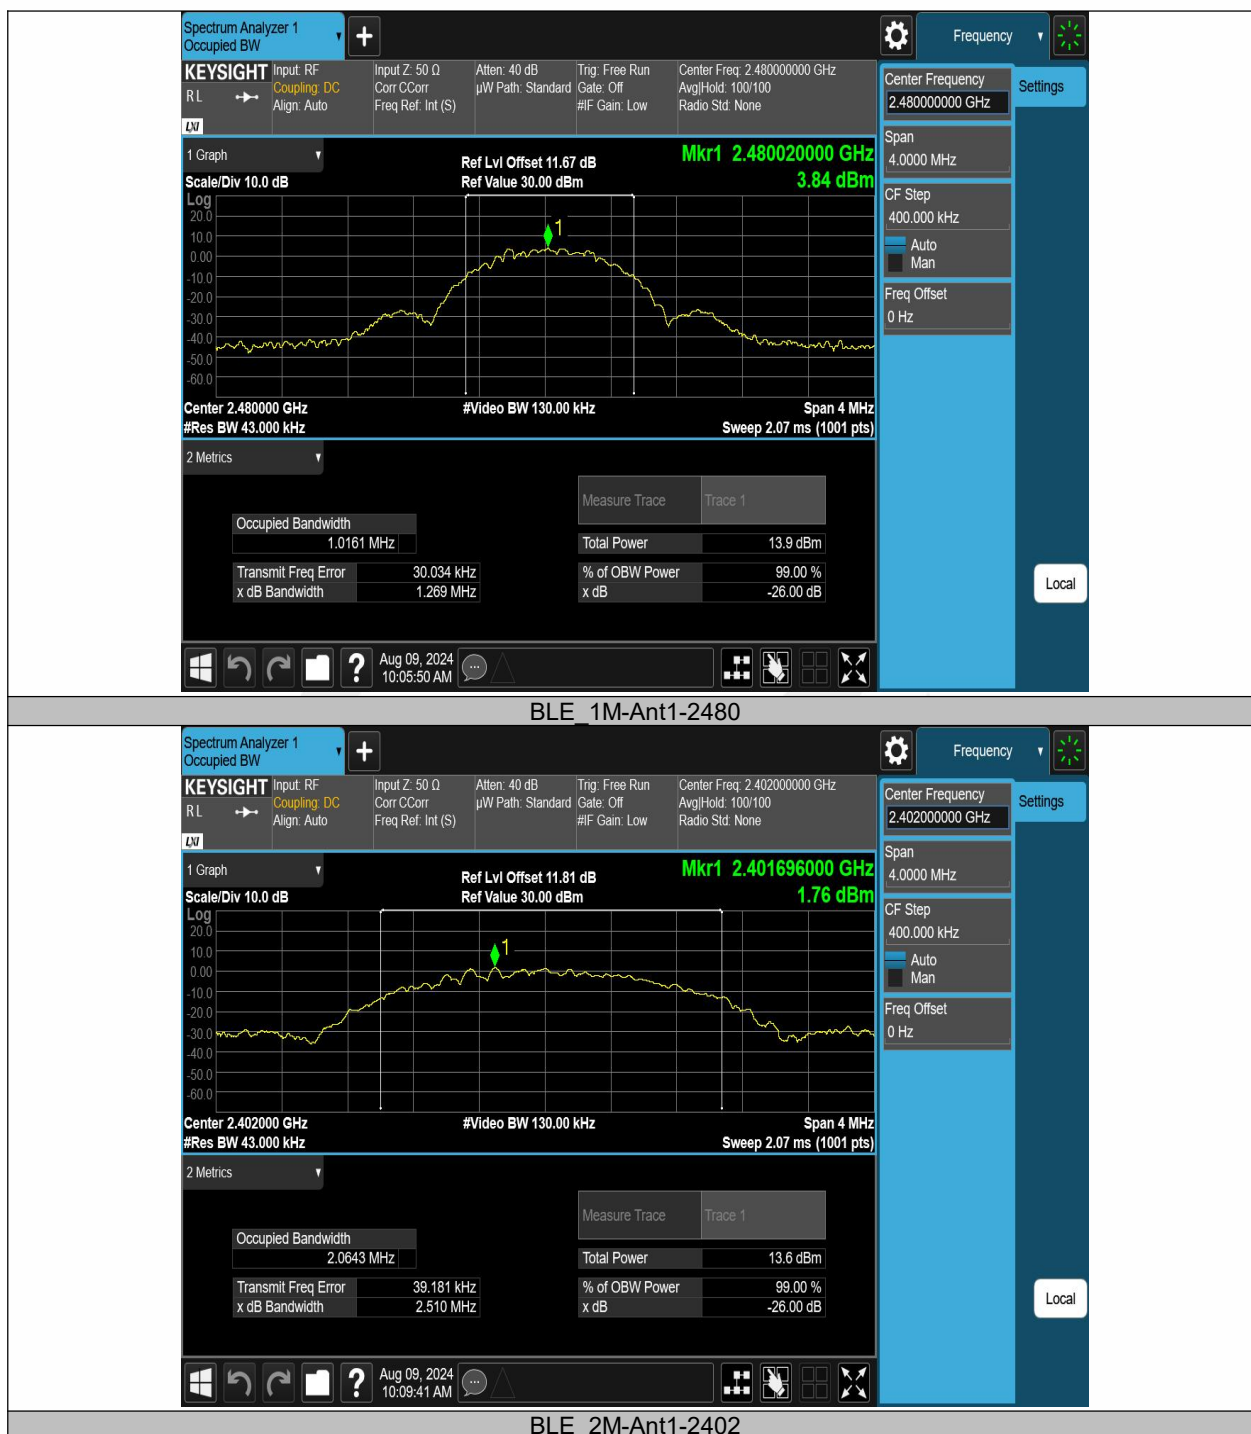 Spectrum Analyzer 1
Occupied BW
Frequency
KEYSIGHT
R L
LXI
Input: RF
Coupling: DC
Align: Auto
Input Z: 50 Ω
Corr CCorr
Freq Ref: Int (S)
Atten: 40 dB
µW Path: Standard
Trig: Free Run
Gate: Off
#IF Gain: Low
Center Freq: 2.480000000 GHz
Avg|Hold: 100/100
Radio Std: None
Center Frequency
2.480000000 GHz
Settings
Span
4.0000 MHz
CF Step
400.000 kHz
Auto
Man
Freq Offset
0 Hz
Local
1 Graph
Scale/Div 10.0 dB
Ref Lvl Offset 11.67 dB
Ref Value 30.00 dBm
Mkr1 2.480020000 GHz
3.84 dBm
Log
20.0
10.0
0.00
-10.0
-20.0
-30.0
-40.0
-50.0
-60.0
1
Center 2.480000 GHz
#Video BW 130.00 kHz
Span 4 MHz
#Res BW 43.000 kHz
Sweep 2.07 ms (1001 pts)
2 Metrics
Measure Trace Trace 1
Occupied Bandwidth
1.0161 MHz
Total Power 13.9 dBm
Transmit Freq Error 30.034 kHz
% of OBW Power 99.00 %
x dB Bandwidth 1.269 MHz
x dB -26.00 dB
?
Aug 09, 2024
10:05:50 AM
BLE_1M-Ant1-2480
Spectrum Analyzer 1
Occupied BW
Frequency
KEYSIGHT
R L
LXI
Input: RF
Coupling: DC
Align: Auto
Input Z: 50 Ω
Corr CCorr
Freq Ref: Int (S)
Atten: 40 dB
µW Path: Standard
Trig: Free Run
Gate: Off
#IF Gain: Low
Center Freq: 2.402000000 GHz
Avg|Hold: 100/100
Radio Std: None
Center Frequency
2.402000000 GHz
Settings
Span
4.0000 MHz
CF Step
400.000 kHz
Auto
Man
Freq Offset
0 Hz
Local
1 Graph
Scale/Div 10.0 dB
Ref Lvl Offset 11.81 dB
Ref Value 30.00 dBm
Mkr1 2.401696000 GHz
1.76 dBm
Log
20.0
10.0
0.00
-10.0
-20.0
-30.0
-40.0
-50.0
-60.0
1
Center 2.402000 GHz
#Video BW 130.00 kHz
Span 4 MHz
#Res BW 43.000 kHz
Sweep 2.07 ms (1001 pts)
2 Metrics
Measure Trace Trace 1
Occupied Bandwidth
2.0643 MHz
Total Power 13.6 dBm
Transmit Freq Error 39.181 kHz
% of OBW Power 99.00 %
x dB Bandwidth 2.510 MHz
x dB -26.00 dB
?
Aug 09, 2024
10:09:41 AM
BLE_2M-Ant1-2402